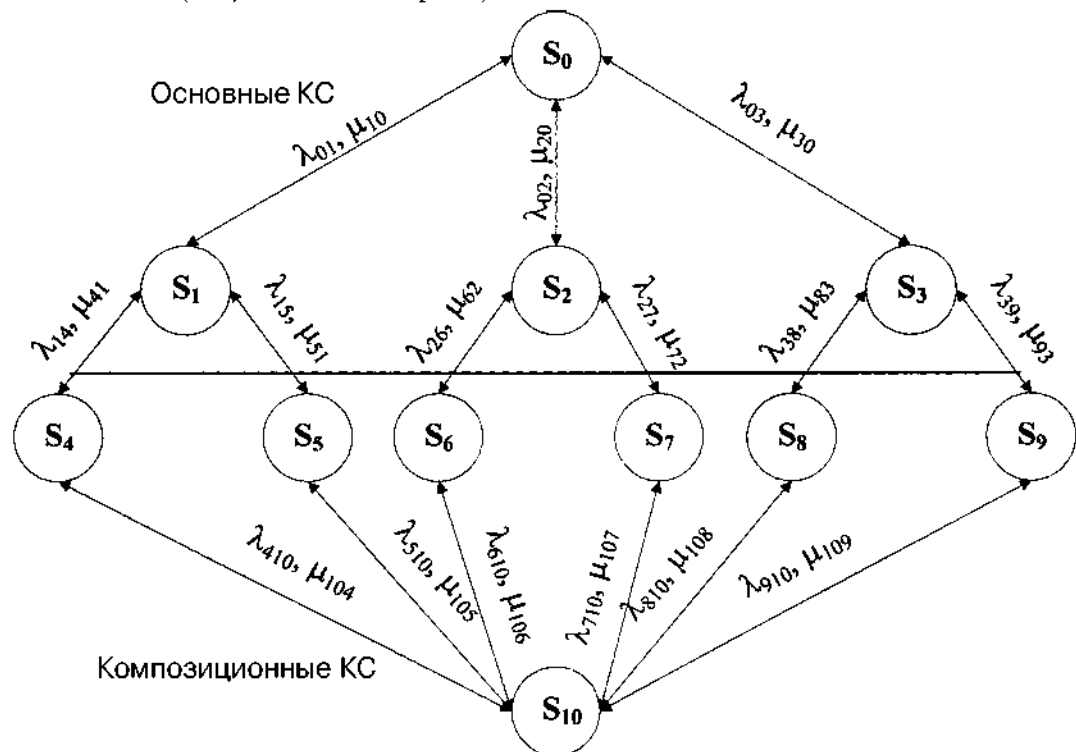 S₀
Основные КС
λ₀₁, μ₁₀
λ₀₂, μ₂₀
λ₀₃, μ₃₀
S₁
S₂
S₃
λ₁₄, μ₄₁
λ₁₅, μ₅₁
λ₂₆, μ₆₂
λ₂₇, μ₇₂
λ₃₈, μ₈₃
λ₃₉, μ₉₃
S₄
S₅
S₆
S₇
S₈
S₉
λ₄₁₀, μ₁₀₄
λ₅₁₀, μ₁₀₅
λ₆₁₀, μ₁₀₆
λ₇₁₀, μ₁₀₇
λ₈₁₀, μ₁₀₈
λ₉₁₀, μ₁₀₉
Композиционные КС
S₁₀